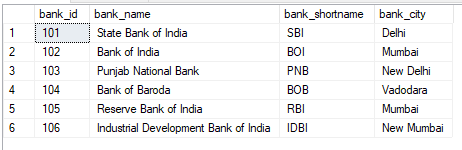 bank_id bank_name bank_shortname bank_city
1 101 State Bank of India SBI Delhi
2 102 Bank of India BOI Mumbai
3 103 Punjab National Bank PNB New Delhi
4 104 Bank of Baroda BOB Vadodara
5 105 Reserve Bank of India RBI Mumbai
6 106 Industrial Development Bank of India IDBI New Mumbai